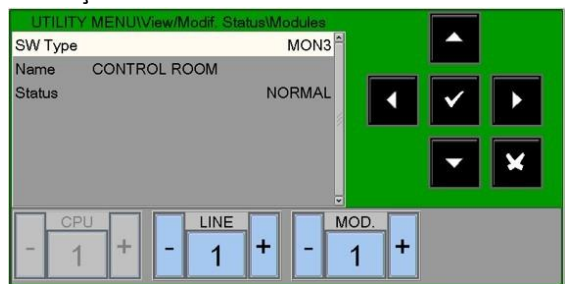 UTILITY MENU\View/Modif. Status\Modules
SW Type MON3
Name CONTROL ROOM
Status NORMAL
CPU LINE MOD.
- 1 + - 1 + - 1 +